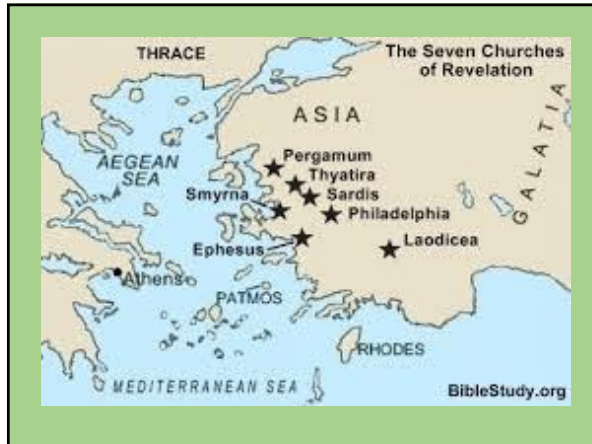 THRACE
The Seven Churches
of Revelation
ASIA
GALATIA
AEGEAN
SEA
Pergamum
Thyatira
Sardis
Smyrna
Philadelphia
Ephesus
Laodicea
Athens
PATMOS
RHODES
MEDITERRANEAN SEA
BibleStudy.org